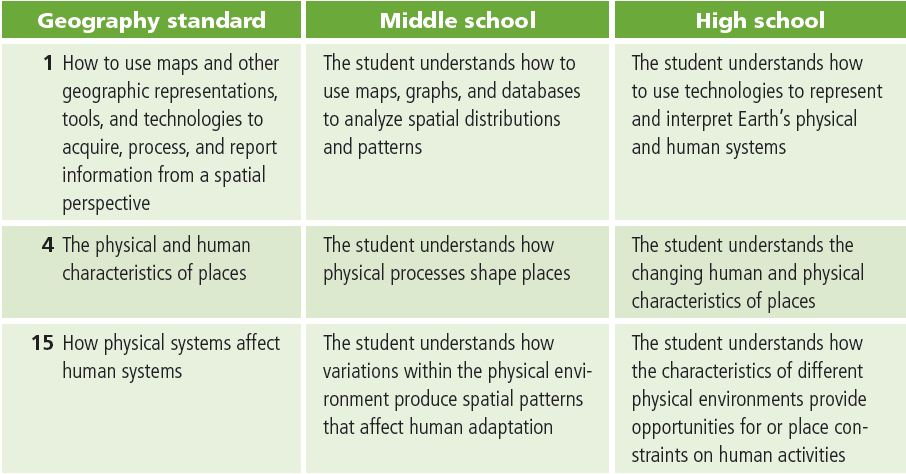 Geography standard
Middle school
High school
1 How to use maps and other
geographic representations,
tools, and technologies to
acquire, process, and report
information from a spatial
perspective
The student understands how to
use maps, graphs, and databases
to analyze spatial distributions
and patterns
The student understands how
to use technologies to represent
and interpret Earth's physical
and human systems
4 The physical and human
characteristics of places
The student understands how
physical processes shape places
The student understands the
changing human and physical
characteristics of places
15 How physical systems affect
human systems
The student understands how
variations within the physical envi-
ronment produce spatial patterns
that affect human adaptation
The student understands how
the characteristics of different
physical environments provide
opportunities for or place con-
straints on human activities